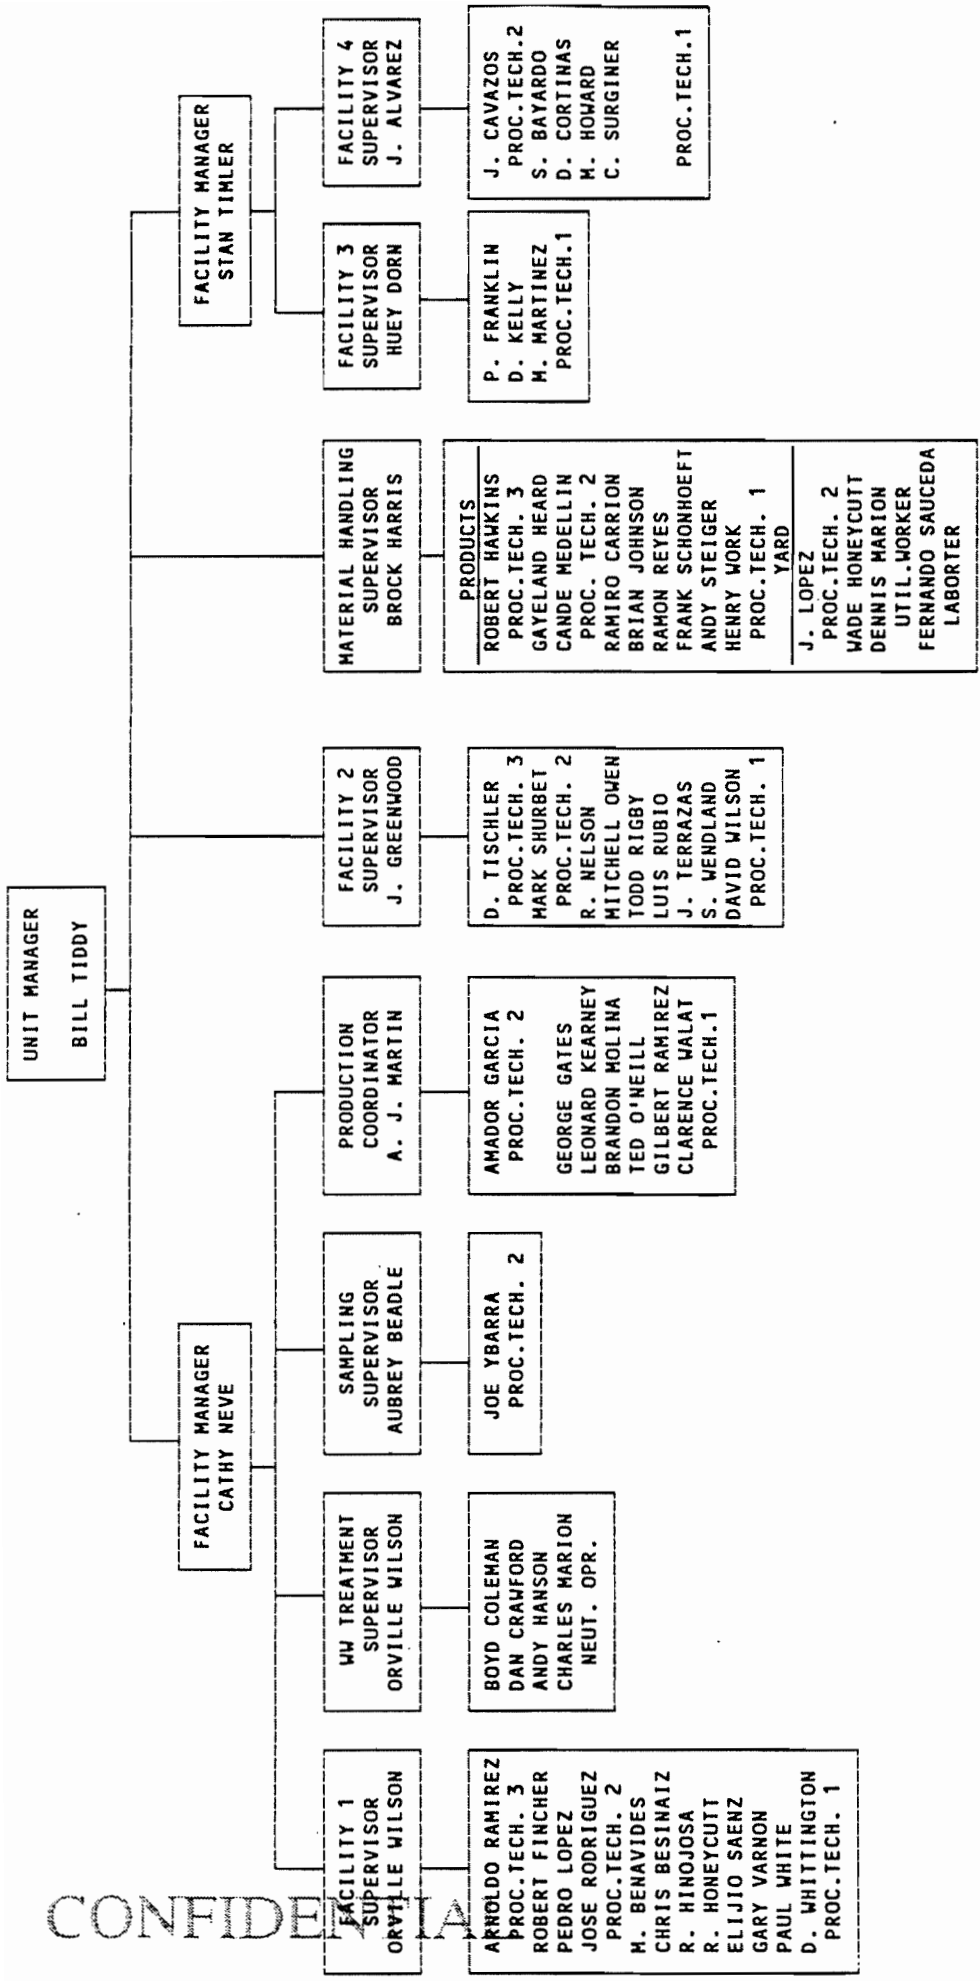 UNIT MANAGER
BILL TIDDY
FACILITY MANAGER
CATHY NEVE
FACILITY MANAGER
STAN TIMLER
FACILITY 1
SUPERVISOR
ORVILLE WILSON
WW TREATMENT
SUPERVISOR
ORVILLE WILSON
SAMPLING
SUPERVISOR
AUBREY BEADLE
PRODUCTION
COORDINATOR
A. J. MARTIN
FACILITY 2
SUPERVISOR
J. GREENWOOD
MATERIAL HANDLING
SUPERVISOR
BROCK HARRIS
FACILITY 3
SUPERVISOR
HUEY DORN
FACILITY 4
SUPERVISOR
J. ALVAREZ
ARNOLDO RAMIREZ
PROC.TECH. 3
ROBERT FINCHER
PEDRO LOPEZ
JOSE RODRIGUEZ
PROC.TECH. 2
M. BENAVIDES
CHRIS BESINAIZ
R. HINOJOSA
R. HONEYCUTT
ELIJIO SAENZ
GARY VARNON
PAUL WHITE
D. WHITTINGTON
PROC.TECH. 1
BOYD COLEMAN
DAN CRAWFORD
ANDY HANSON
CHARLES MARION
NEUT. OPR.
JOE YBARRA
PROC.TECH. 2
AMADOR GARCIA
PROC.TECH. 2
GEORGE GATES
LEONARD KEARNEY
BRANDON MOLINA
TED O'NEILL
GILBERT RAMIREZ
CLARENCE WALAT
PROC.TECH.1
D. TISCHLER
PROC.TECH. 3
MARK SHURBET
PROC.TECH. 2
R. NELSON
MITCHELL OWEN
TODD RIGBY
LUIS RUBIO
J. TERRAZAS
S. WENDLAND
DAVID WILSON
PROC.TECH. 1
PRODUCTS
ROBERT HAWKINS
PROC.TECH. 3
GAYELAND HEARD
CANDE MEDELLIN
PROC. TECH. 2
RAMIRO CARRION
BRIAN JOHNSON
RAMON REYES
FRANK SCHONHOEFT
ANDY STEIGER
HENRY WORK
PROC.TECH. 1
YARD
J. LOPEZ
PROC.TECH. 2
WADE HONEYCUTT
DENNIS MARION
UTIL.WORKER
FERNANDO SAUCEDA
LABORTER
P. FRANKLIN
D. KELLY
M. MARTINEZ
PROC.TECH.1
J. CAVAZOS
PROC.TECH.2
S. BAYARDO
D. CORTINAS
M. HOWARD
C. SURGINER
PROC.TECH.1
CONFIDENTIAL